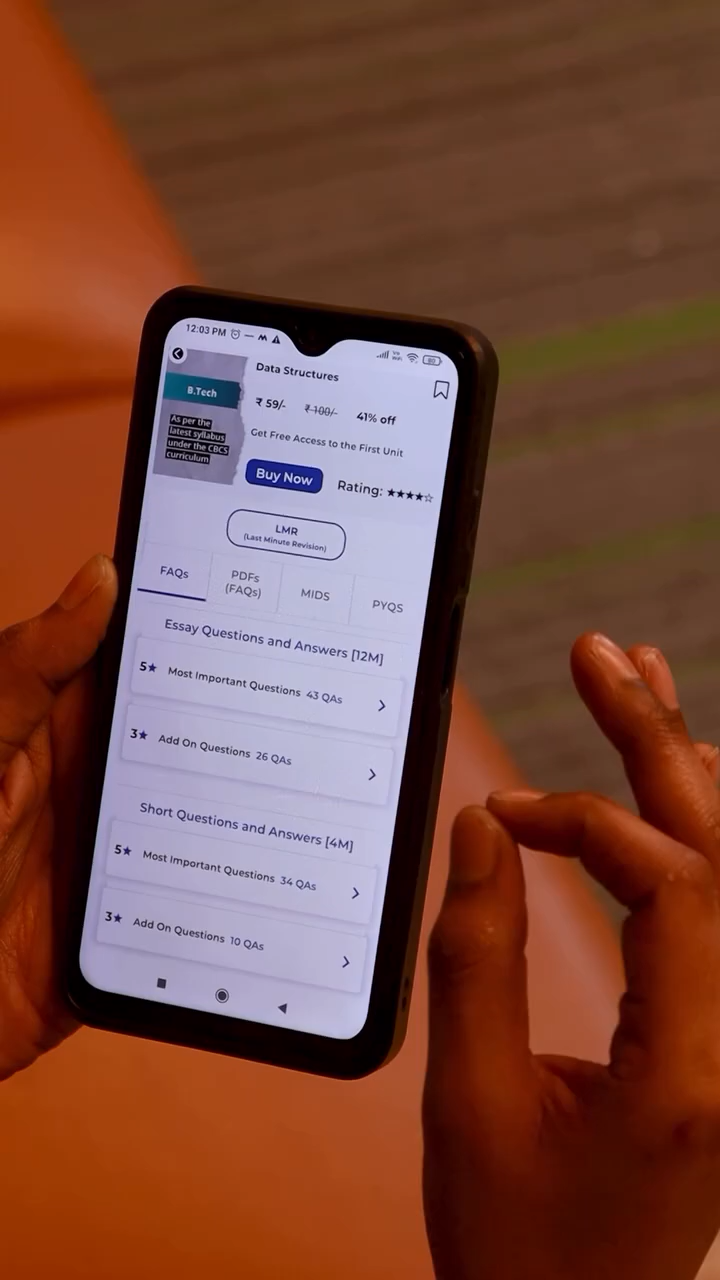 12:03 PM
80
Data Structures
B.Tech
As per the
latest syllabus
under the CBCS
curriculum
₹ 59/- ₹ 100/- 41% off
Get Free Access to the First Unit
Buy Now
Rating: ★★★★☆
LMR
(Last Minute Revision)
FAQs
PDFs
(FAQs)
MIDS
PYQS
Essay Questions and Answers [12M]
5★ Most Important Questions 43 QAs
3★ Add On Questions 26 QAs
Short Questions and Answers [4M]
5★ Most Important Questions 34 QAs
3★ Add On Questions 10 QAs